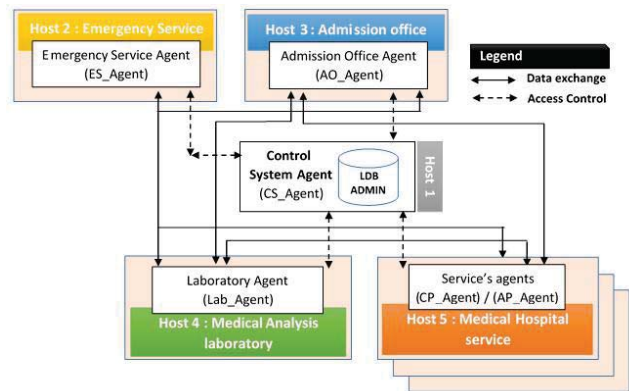 Host 2 : Emergency Service
Emergency Service Agent
(ES_Agent)
Host 3 : Admission office
Admission Office Agent
(AO_Agent)
Legend
Data exchange
Access Control
Control
System Agent
(CS_Agent)
LDB
ADMIN
Host 1
Laboratory Agent
(Lab_Agent)
Host 4 : Medical Analysis
laboratory
Service's agents
(CP_Agent) / (AP_Agent)
Host 5 : Medical Hospital
service